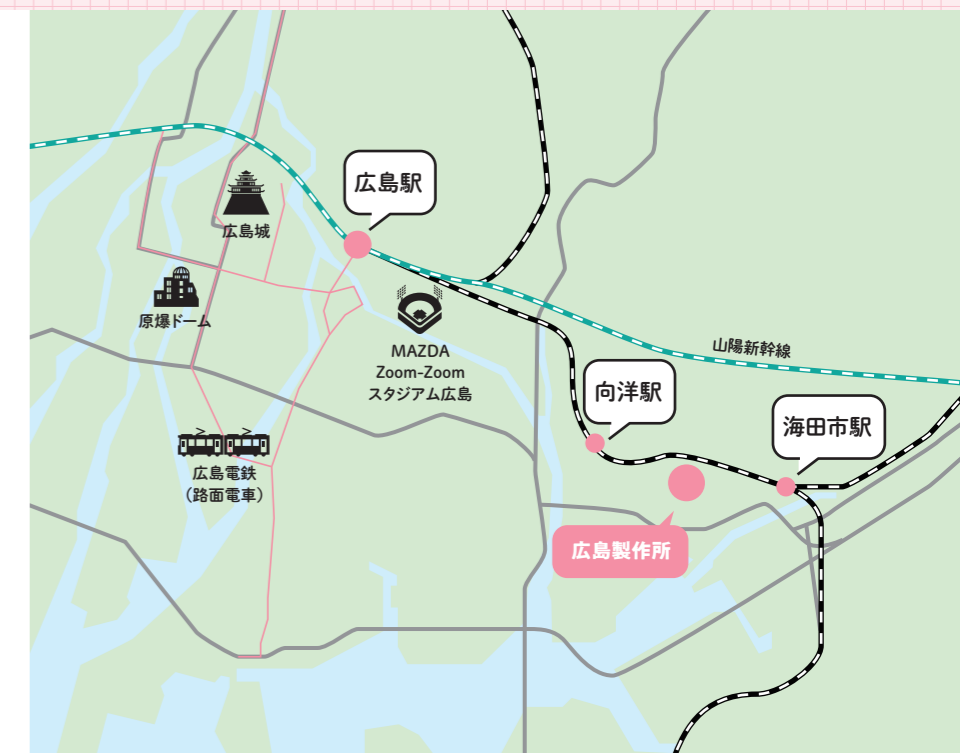 広島駅
広島城
原爆ドーム
MAZDA
Zoom-Zoom
スタジアム広島
山陽新幹線
向洋駅
海田市駅
広島電鉄
（路面電車）
広島製作所